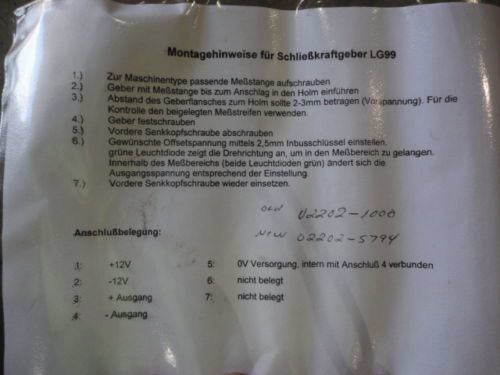 Montagehinweise für Schließkraftgeber LG99
1.) Zur Maschinentype passende Meßstange aufschrauben
2.) Geber mit Meßstange bis zum Anschlag in den Holm einführen
3.) Abstand des Geberflansches zum Holm sollte 2-3mm betragen (Vorspannung). Für die
Kontrolle den beigelegten Meßstreifen verwenden.
4.) Geber festschrauben
5.) Vordere Senkkopfschraube abschrauben
6.) Gewünschte Offsetspannung mittels 2,5mm Inbusschlüssel einstellen.
grüne Leuchtdiode zeigt die Drehrichtung an, um in den Meßbereich zu gelangen.
Innerhalb des Meßbereichs (beide Leuchtdioden grün) ändert sich die
Ausgangsspannung entsprechend der Einstellung.
7.) Vordere Senkkopfschraube wieder einsetzen.
OLD 02202-1000
NEW 02202-5794
Anschlußbelegung:
1: +12V 5: 0V Versorgung, intern mit Anschluß 4 verbunden
2: -12V 6: nicht belegt
3: + Ausgang 7: nicht belegt
4: - Ausgang